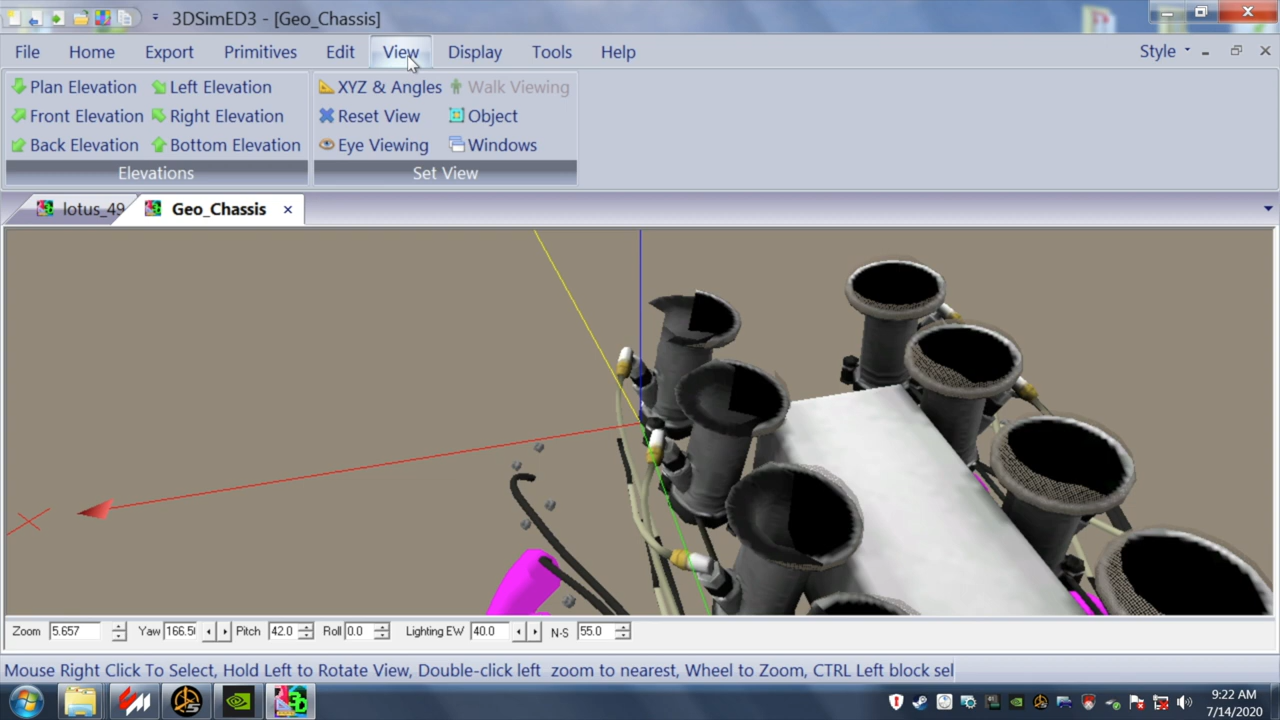 3DSimED3 - [Geo_Chassis]
File Home Export Primitives Edit View Display Tools Help Style
Plan Elevation Left Elevation XYZ & Angles Walk Viewing
Front Elevation Right Elevation Reset View Object
Back Elevation Bottom Elevation Eye Viewing Windows
Elevations Set View
lotus_49 Geo_Chassis
Zoom 5.657 Yaw 166.5 Pitch 42.0 Roll 0.0 Lighting EW 40.0 N-S 55.0
Mouse Right Click To Select, Hold Left to Rotate View, Double-click left zoom to nearest, Wheel to Zoom, CTRL Left block sel
9:22 AM
7/14/2020